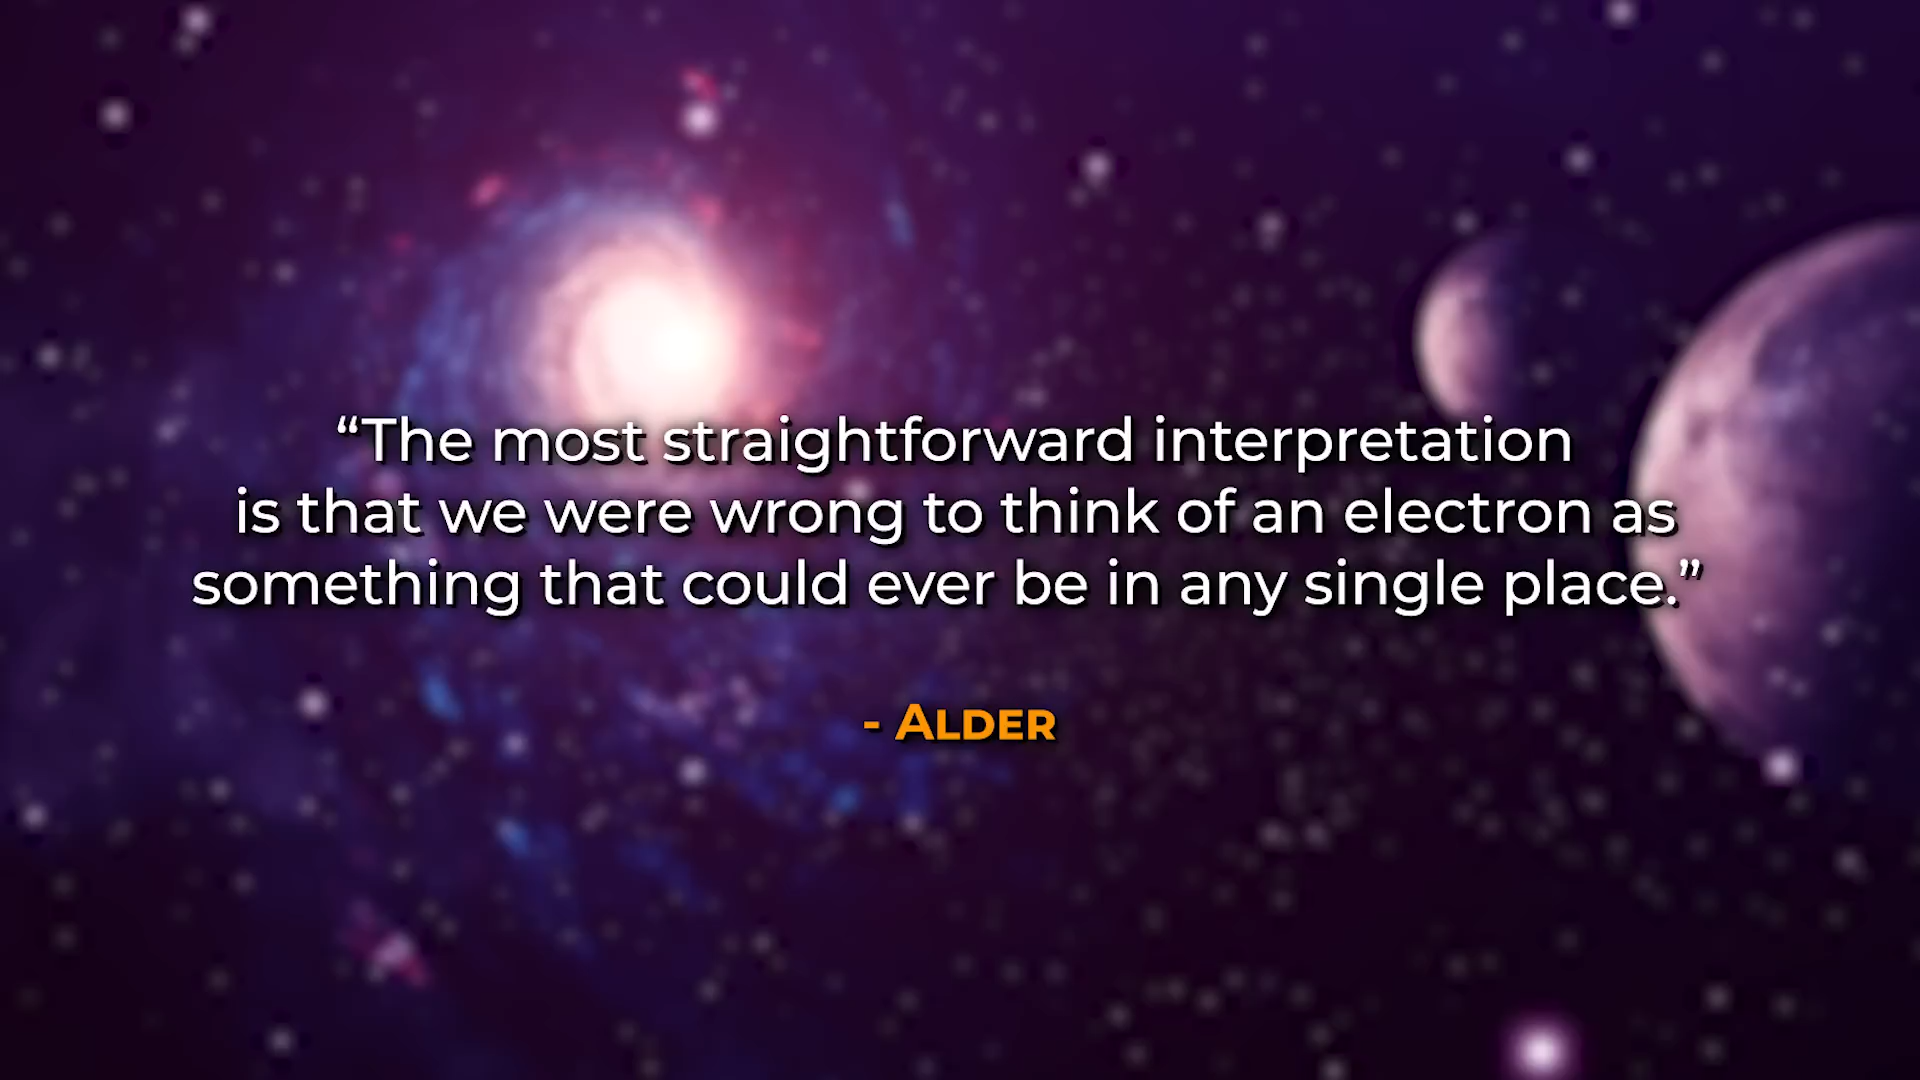 “The most straightforward interpretation
is that we were wrong to think of an electron as
something that could ever be in any single place.”
- ALDER